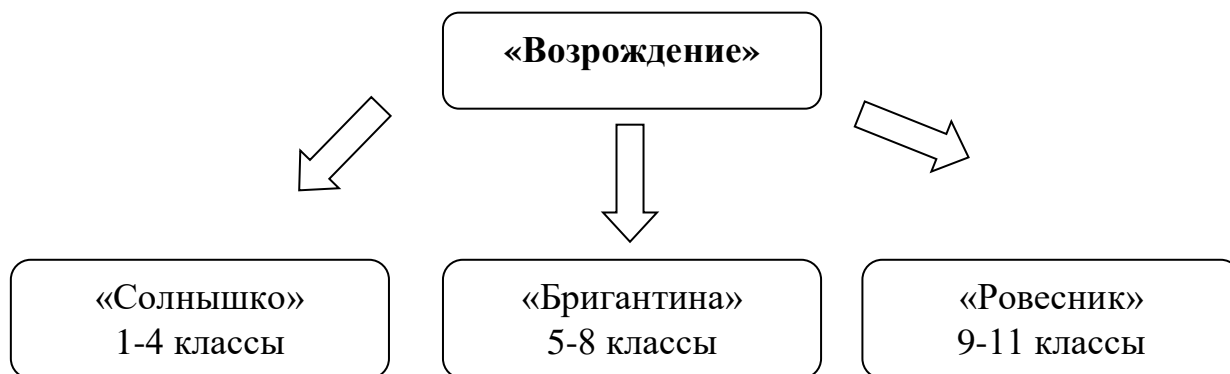 «Возрождение»
«Солнышко»
1-4 классы
«Бригантина»
5-8 классы
«Ровесник»
9-11 классы